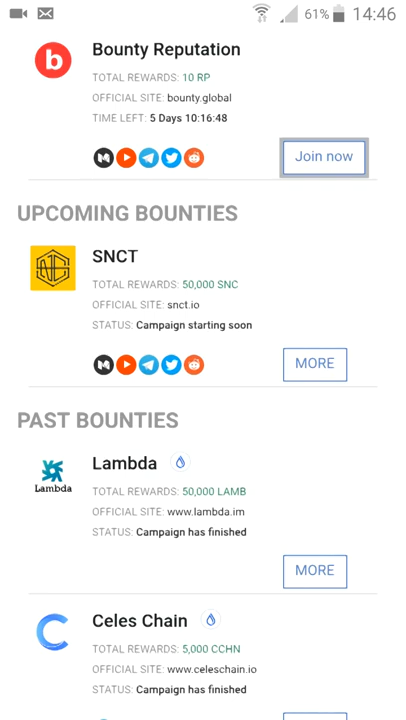 61% 14:46
b
Bounty Reputation
TOTAL REWARDS: 10 RP
OFFICIAL SITE: bounty.global
TIME LEFT: 5 Days 10:16:48
Join now
UPCOMING BOUNTIES
SNCT
TOTAL REWARDS: 50,000 SNC
OFFICIAL SITE: snct.io
STATUS: Campaign starting soon
MORE
PAST BOUNTIES
Lambda
Lambda
TOTAL REWARDS: 50,000 LAMB
OFFICIAL SITE: www.lambda.im
STATUS: Campaign has finished
MORE
Celes Chain
TOTAL REWARDS: 5,000 CCHN
OFFICIAL SITE: www.celeschain.io
STATUS: Campaign has finished